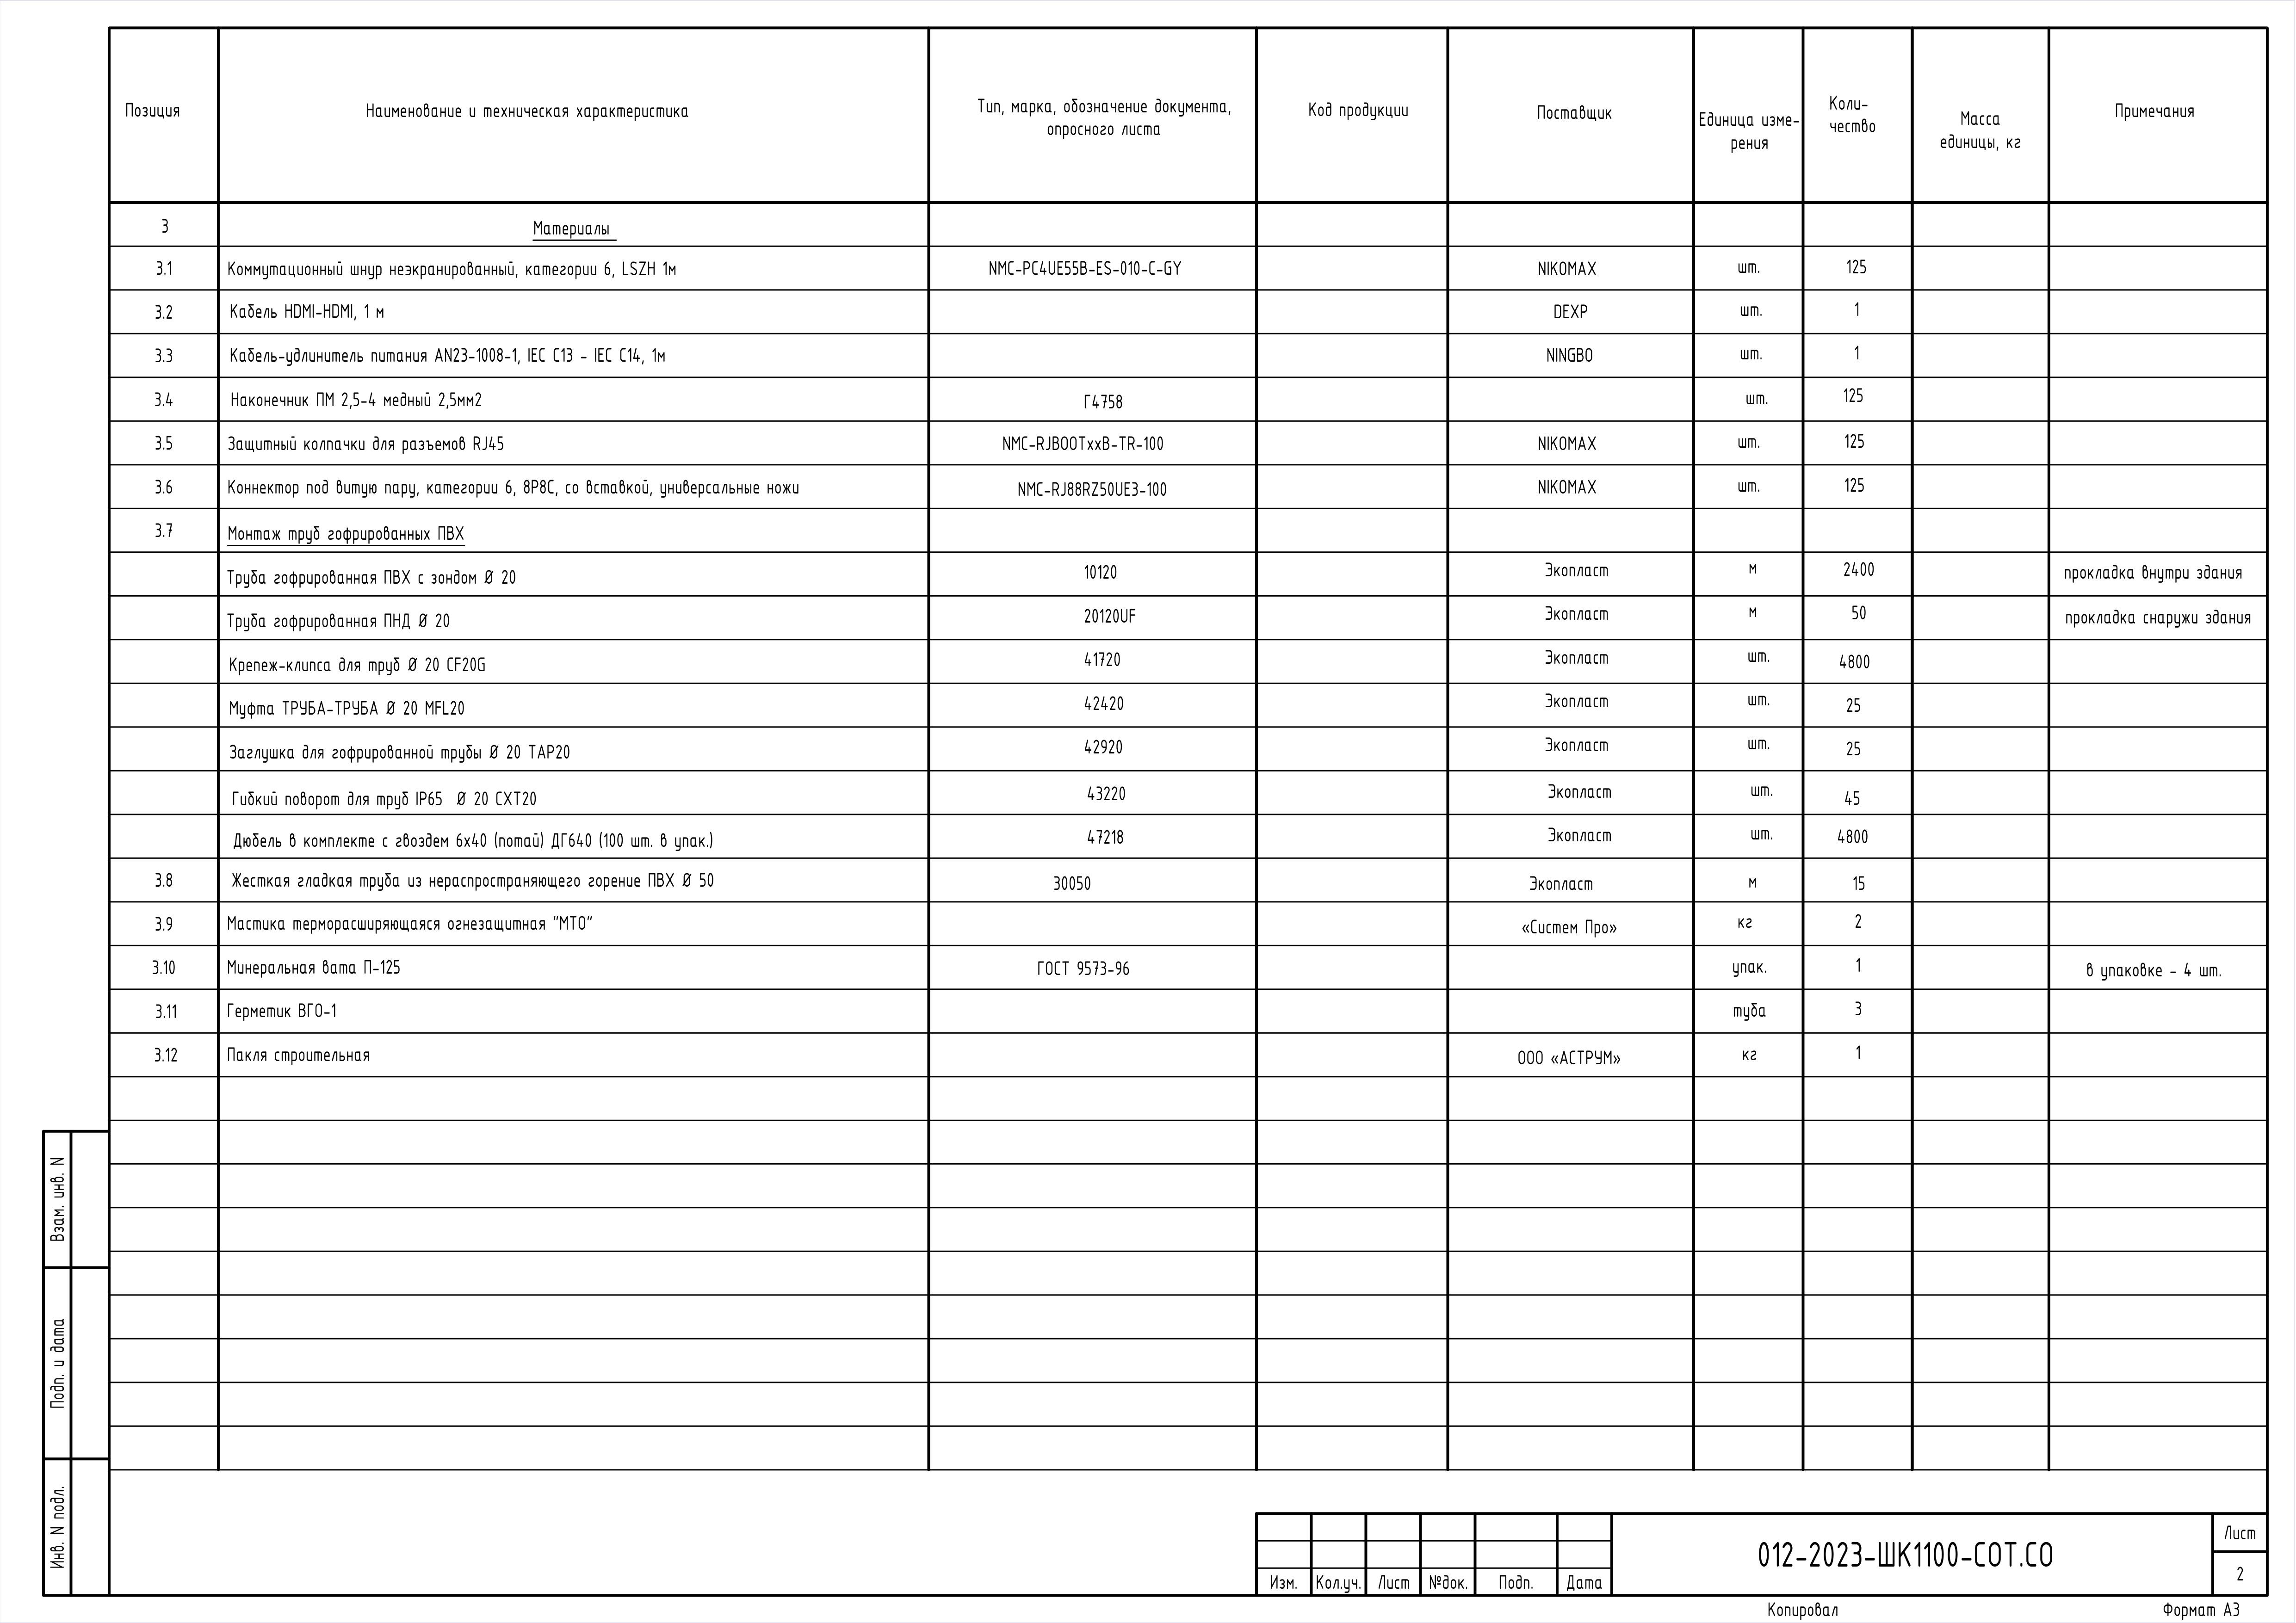 Позиция Наименование и техническая характеристика Тип, марка, обозначение документа, опросного листа Код продукции Поставщик Единица изме-рения Коли-чество Масса единицы, кг Примечания
3 Материалы
3.1 Коммутационный шнур неэкранированный, категории 6, LSZH 1м NMC-PC4UE55B-ES-010-C-GY NIKOMAX шт. 125
3.2 Кабель HDMI-HDMI, 1 м DEXP шт. 1
3.3 Кабель-удлинитель питания AN23-1008-1, IEC C13 - IEC C14, 1м NINGBO шт. 1
3.4 Наконечник ПМ 2,5-4 медный 2,5мм2 Г4758 шт. 125
3.5 Защитный колпачки для разъемов RJ45 NMC-RJBOOTxxB-TR-100 NIKOMAX шт. 125
3.6 Коннектор под витую пару, категории 6, 8P8C, со вставкой, универсальные ножи NMC-RJ88RZ50UE3-100 NIKOMAX шт. 125
3.7 Монтаж труб гофрированных ПВХ
Труба гофрированная ПВХ с зондом Ø 20 10120 Экопласт м 2400 прокладка внутри здания
Труба гофрированная ПНД Ø 20 20120UF Экопласт м 50 прокладка снаружи здания
Крепеж-клипса для труб Ø 20 CF20G 41720 Экопласт шт. 4800
Муфта ТРУБА-ТРУБА Ø 20 MFL20 42420 Экопласт шт. 25
Заглушка для гофрированной трубы Ø 20 TAP20 42920 Экопласт шт. 25
Гибкий поворот для труб IP65 Ø 20 CXT20 43220 Экопласт шт. 45
Дюбель в комплекте с гвоздем 6x40 (потай) ДГ640 (100 шт. в упак.) 47218 Экопласт шт. 4800
3.8 Жесткая гладкая труба из нераспространяющего горение ПВХ Ø 50 30050 Экопласт м 15
3.9 Мастика терморасширяющаяся огнезащитная "МТО" «Систем Про» кг 2
3.10 Минеральная вата П-125 ГОСТ 9573-96 упак. 1 в упаковке - 4 шт.
3.11 Герметик ВГО-1 туба 3
3.12 Пакля строительная ООО «АСТРУМ» кг 1
Взам. инв. N
Подп. и дата
Инв. N подл.
Изм. Кол.уч. Лист №док. Подп. Дата
012-2023-ШК1100-СОТ.СО
Лист
2
Копировал Формат А3